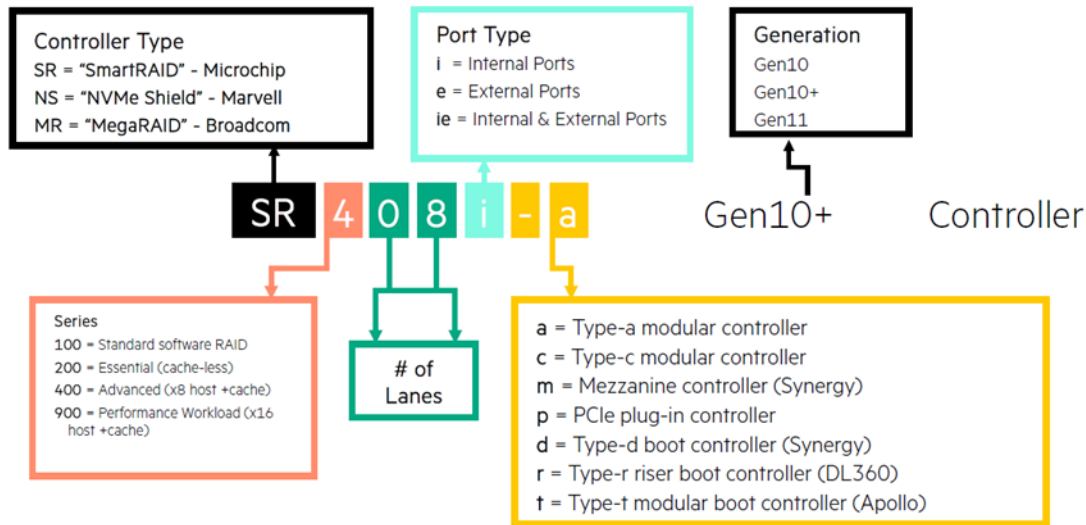 Controller Type
SR = "SmartRAID" - Microchip
NS = "NVMe Shield" - Marvell
MR = "MegaRAID" - Broadcom
Port Type
i = Internal Ports
e = External Ports
ie = Internal & External Ports
Generation
Gen10
Gen10+
Gen11
SR 4 0 8 i - a
Gen10+ Controller
Series
100 = Standard software RAID
200 = Essential (cache-less)
400 = Advanced (x8 host +cache)
900 = Performance Workload (x16
host +cache)
# of
Lanes
a = Type-a modular controller
c = Type-c modular controller
m = Mezzanine controller (Synergy)
p = PCIe plug-in controller
d = Type-d boot controller (Synergy)
r = Type-r riser boot controller (DL360)
t = Type-t modular boot controller (Apollo)